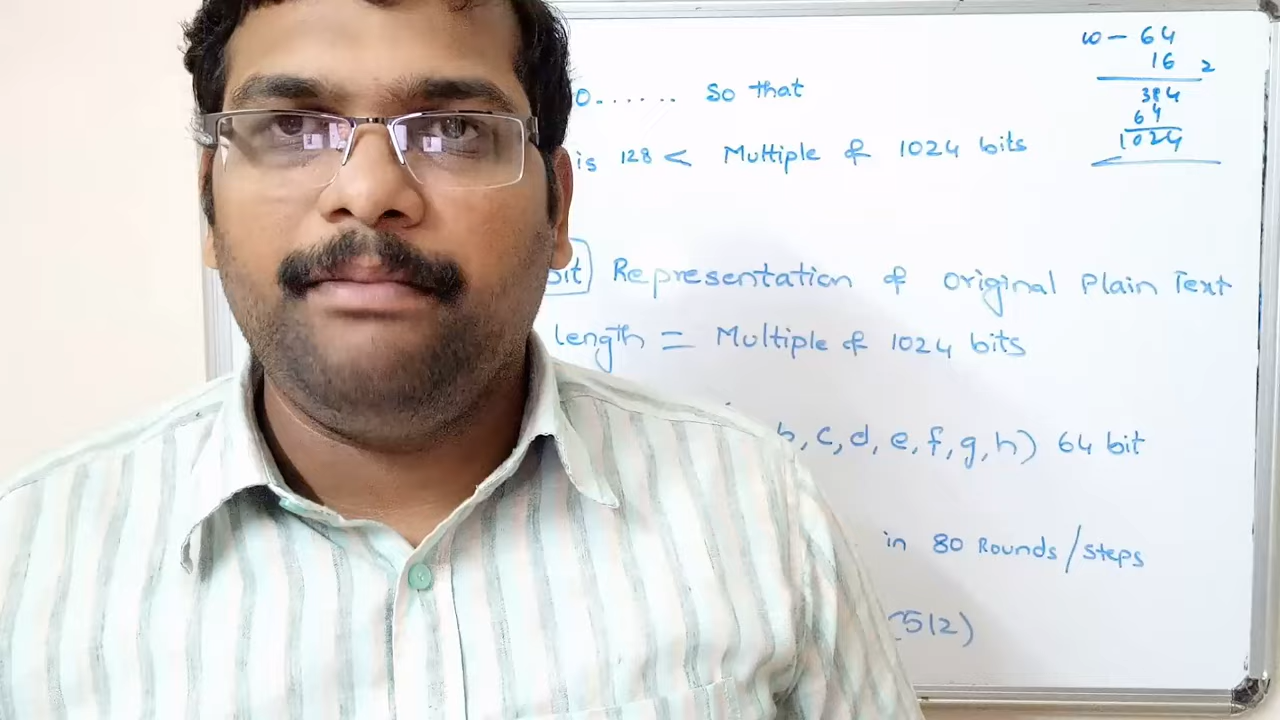 0...... So that
is 128 < Multiple of 1024 bits
bit Representation of original Plain Text
length = Multiple of 1024 bits
b, c, d, e, f, g, h) 64 bit
in 80 Rounds/steps
(512)
w - 64
16 2
384
64
1024